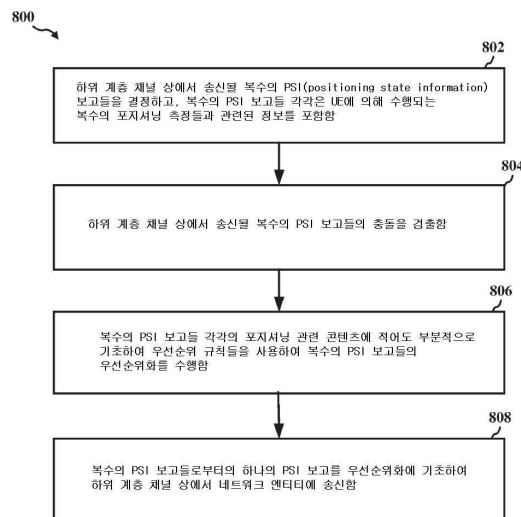 800
802
하위 계층 채널 상에서 송신될 복수의 PSI(positioning state information)
보고들을 결정하고, 복수의 PSI 보고들 각각은 UE에 의해 수행되는
복수의 포지셔닝 측정들과 관련된 정보를 포함함
804
하위 계층 채널 상에서 송신될 복수의 PSI 보고들의 충돌을 검출함
806
복수의 PSI 보고들 각각의 포지셔닝 관련 콘텐츠에 적어도 부분적으로
기초하여 우선순위 규칙들을 사용하여 복수의 PSI 보고들의
우선순위화를 수행함
808
복수의 PSI 보고들로부터의 하나의 PSI 보고를 우선순위화에 기초하여
하위 계층 채널 상에서 네트워크 엔티티에 송신함